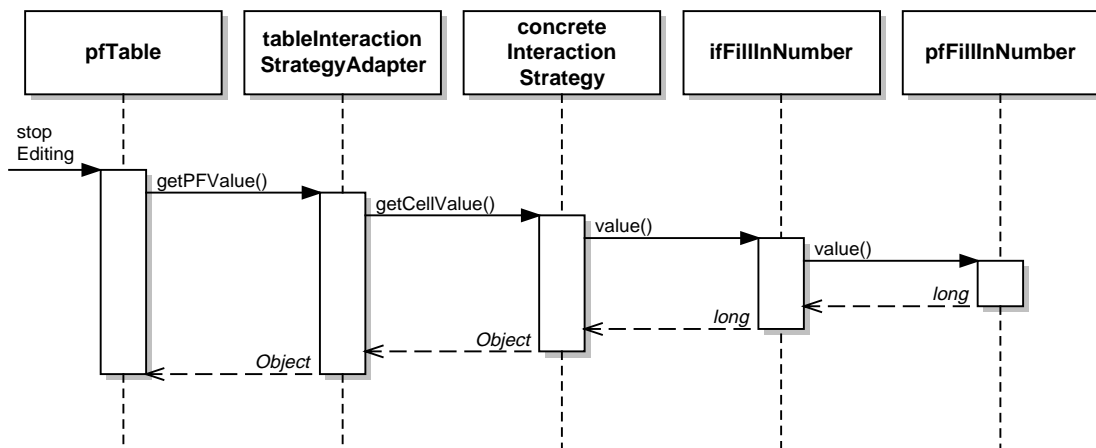 pfTable
tableInteraction
StrategyAdapter
concrete
Interaction
Strategy
ifFillInNumber
pfFillInNumber
stop
Editing
getPFValue()
getCellValue()
value()
value()
long
long
Object
Object